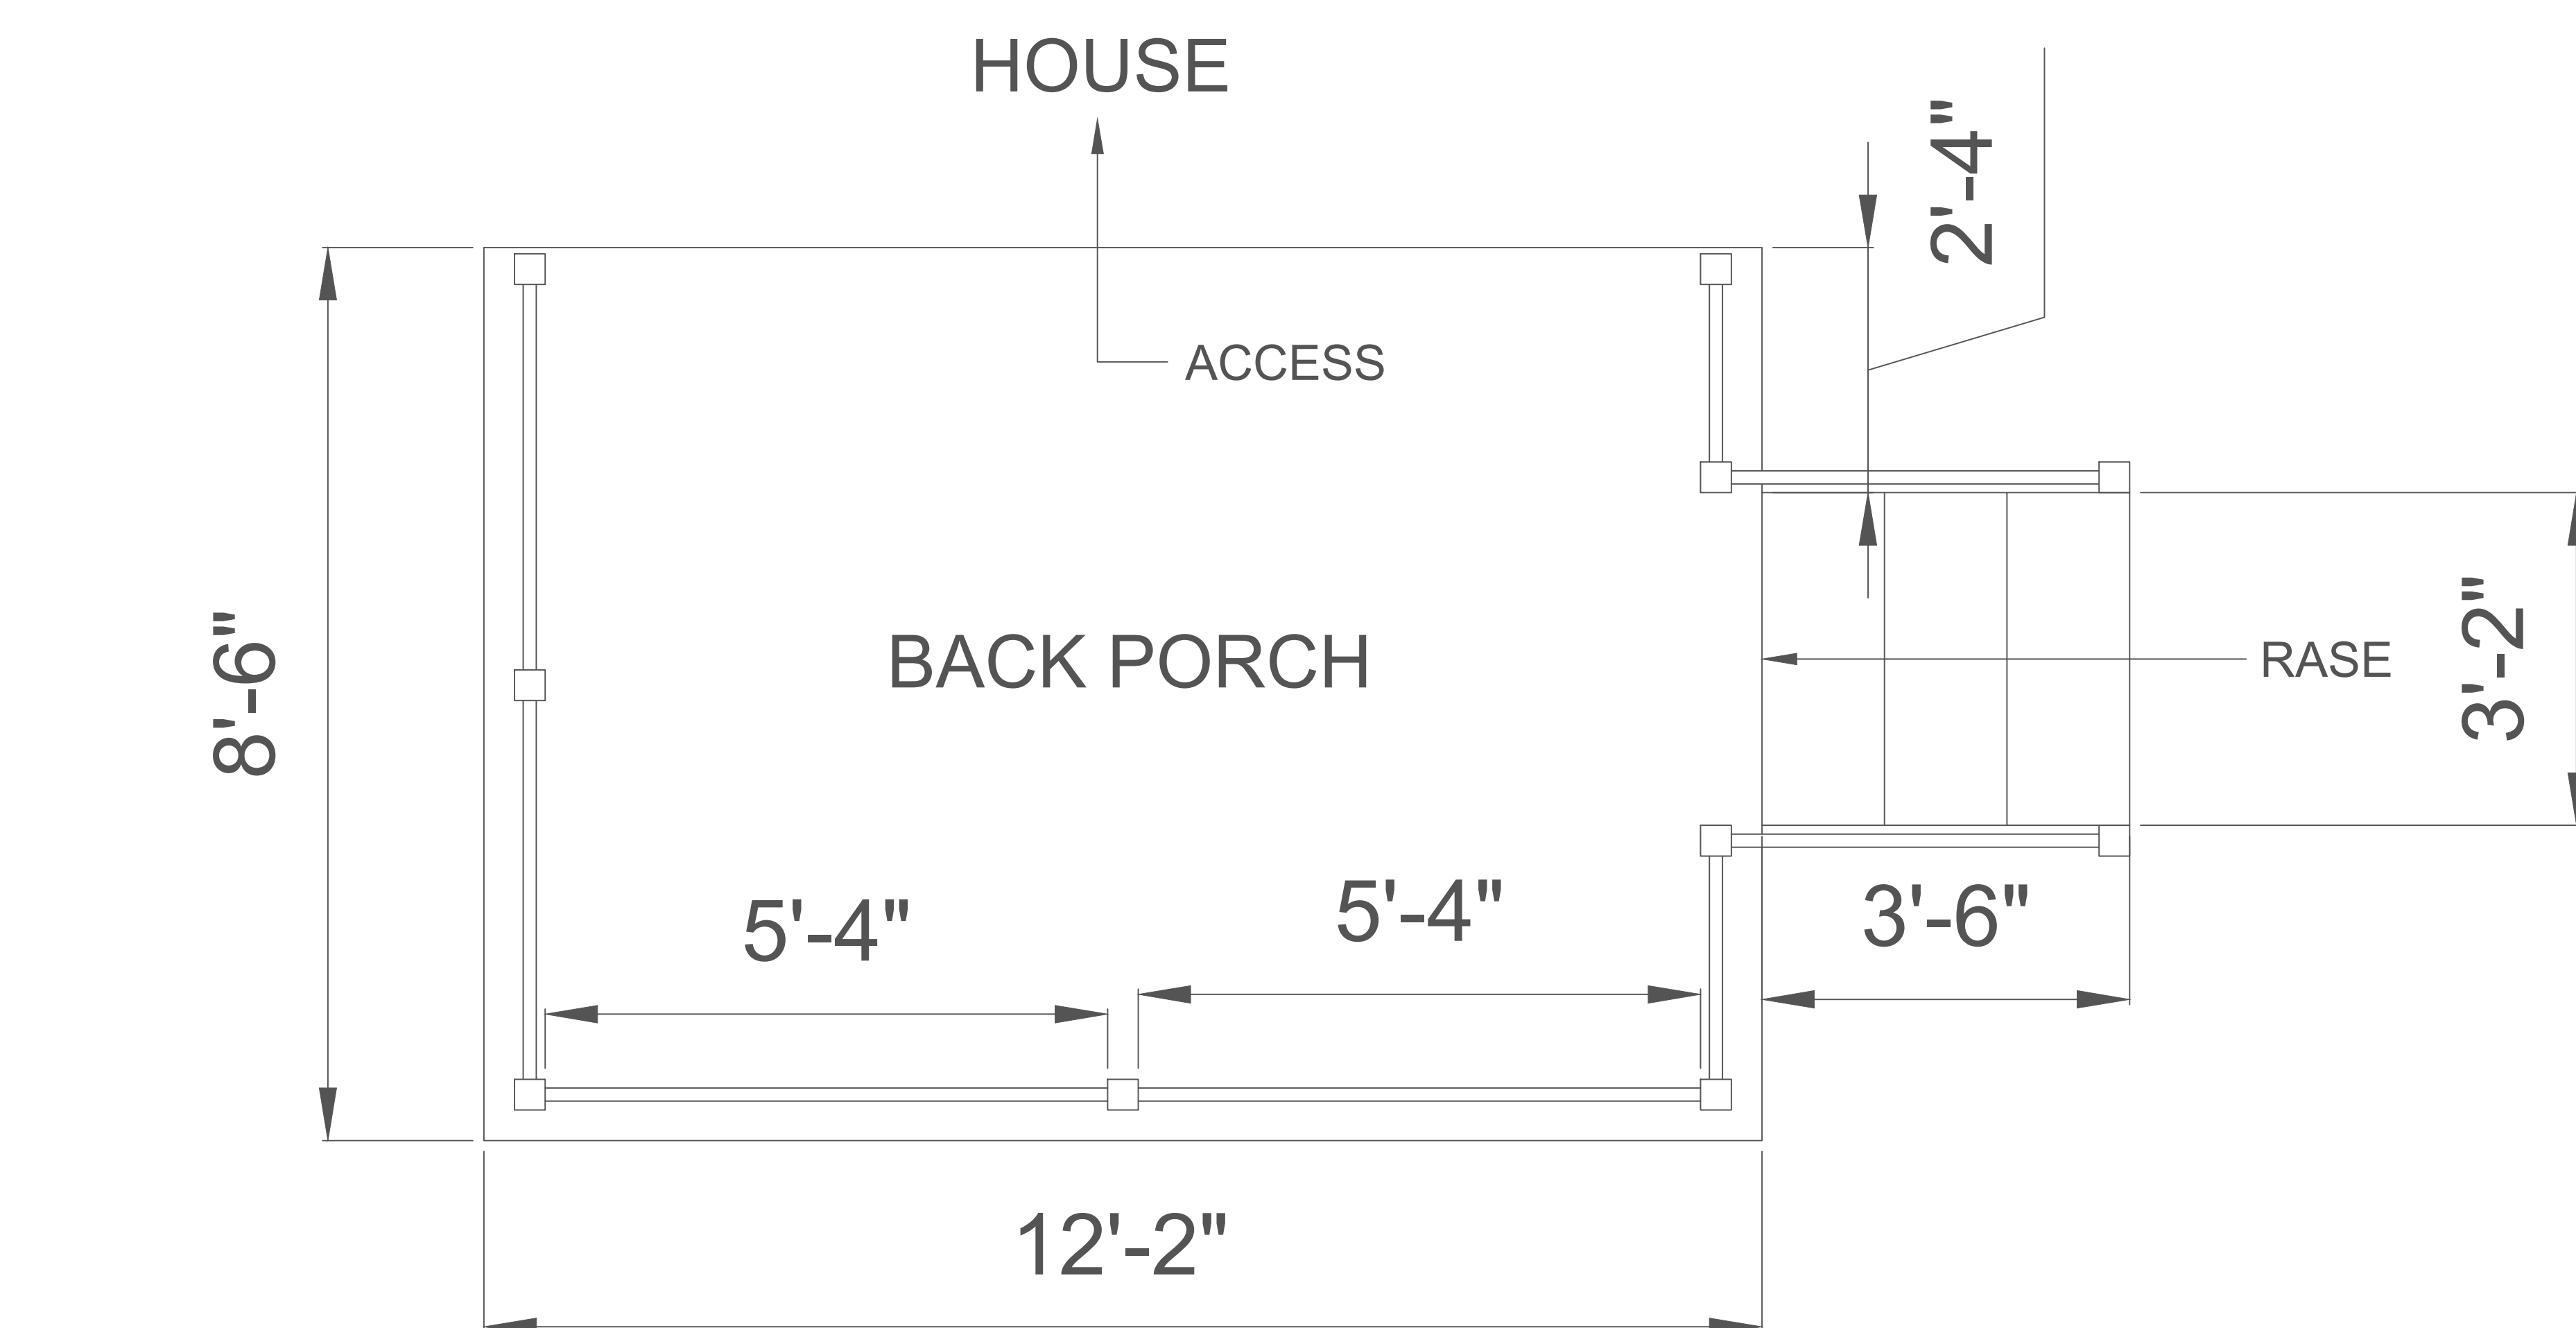 HOUSE
2'-4"
ACCESS
8'-6"
BACK PORCH
RASE
3'-2"
5'-4"
5'-4"
3'-6"
12'-2"